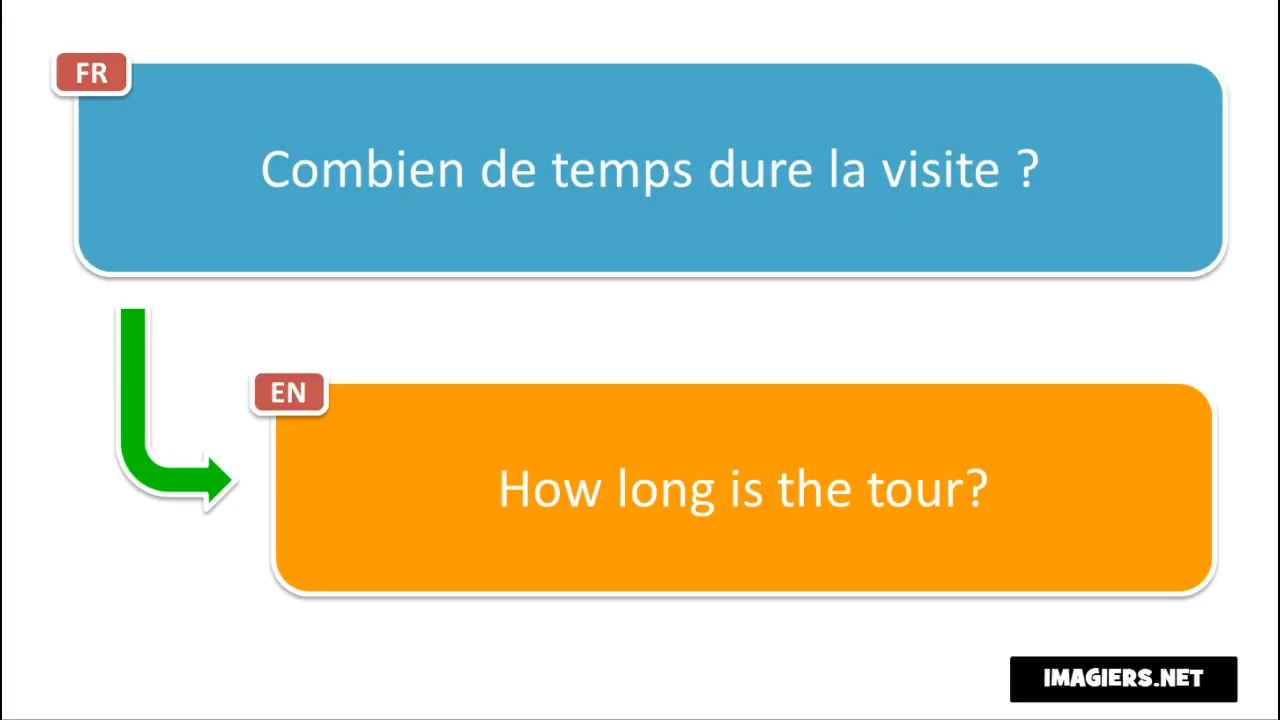 FR
Combien de temps dure la visite ?
EN
How long is the tour?
IMAGIERS.NET